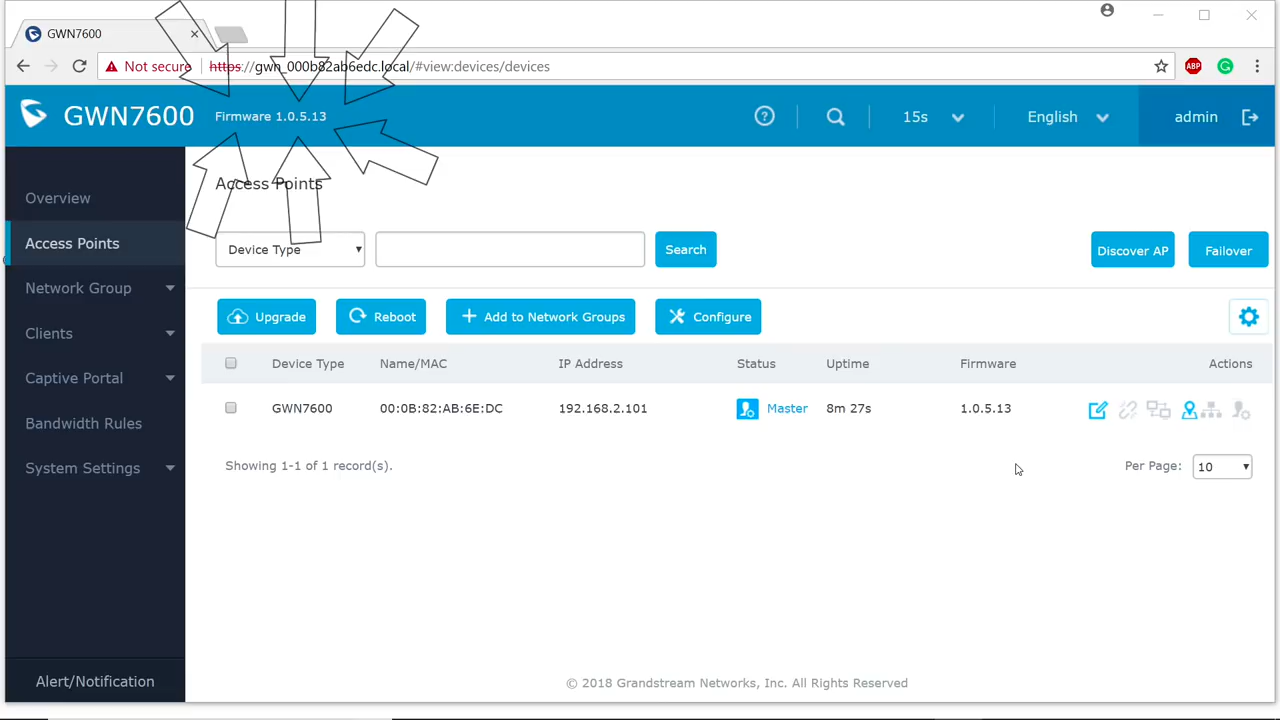 GWN7600
Not secure https://gwn_000b82ab6edc.local/#view:devices/devices
ABP
GWN7600 Firmware 1.0.5.13 ? 15s English admin
Overview
Access Points
Network Group
Clients
Captive Portal
Bandwidth Rules
System Settings
Alert/Notification
Access Points
Device Type Search Discover AP Failover
Upgrade Reboot Add to Network Groups Configure
Device Type Name/MAC IP Address Status Uptime Firmware Actions
GWN7600 00:0B:82:AB:6E:DC 192.168.2.101 Master 8m 27s 1.0.5.13
Showing 1-1 of 1 record(s). Per Page: 10
© 2018 Grandstream Networks, Inc. All Rights Reserved